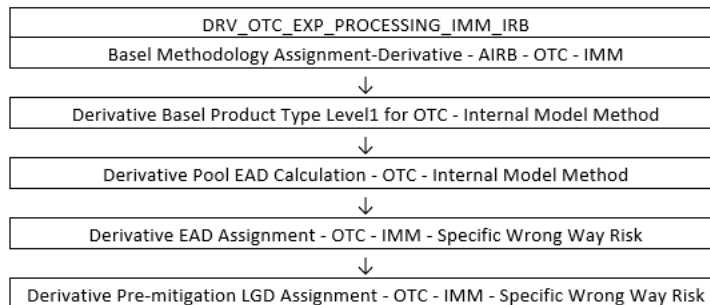 DRV_OTC_EXP_PROCESSING_IMM_IRB
Basel Methodology Assignment-Derivative - AIRB - OTC - IMM
Derivative Basel Product Type Level1 for OTC - Internal Model Method
Derivative Pool EAD Calculation - OTC - Internal Model Method
Derivative EAD Assignment - OTC - IMM - Specific Wrong Way Risk
Derivative Pre-mitigation LGD Assignment - OTC - IMM - Specific Wrong Way Risk